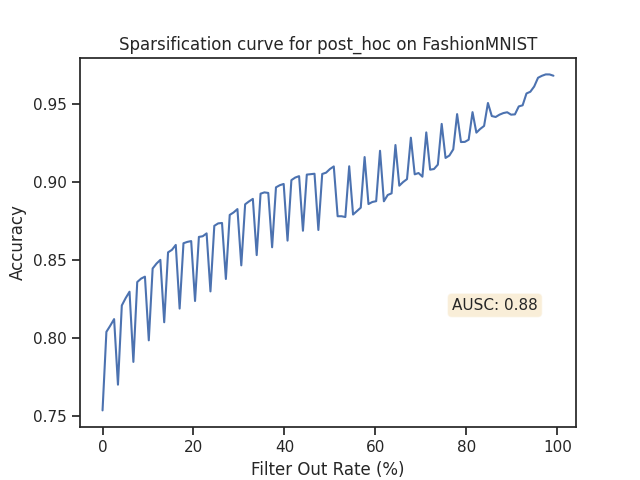 Sparsification curve for post_hoc on FashionMNIST
0.95
0.90
0.85
0.80
0.75
Accuracy
AUSC: 0.88
0 20 40 60 80 100
Filter Out Rate (%)